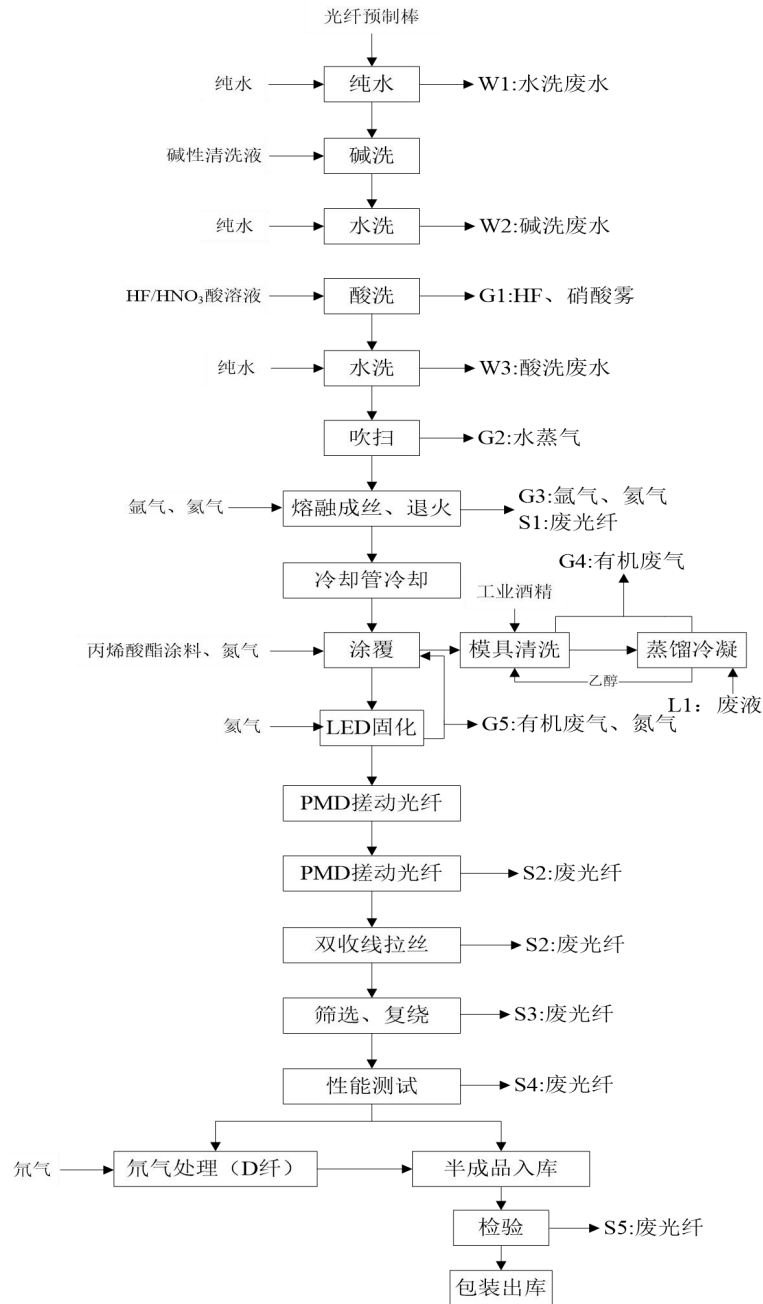 光纤预制棒
纯水
纯水
W1:水洗废水
碱性清洗液
碱洗
纯水
水洗
W2:碱洗废水
HF/HNO₃酸溶液
酸洗
G1:HF、硝酸雾
纯水
水洗
W3:酸洗废水
吹扫
G2:水蒸气
氩气、氦气
熔融成丝、退火
G3:氩气、氦气
S1:废光纤
冷却管冷却
G4:有机废气
工业酒精
丙烯酸酯涂料、氮气
涂覆
模具清洗
蒸馏冷凝
乙醇
L1：废液
氦气
LED固化
G5:有机废气、氮气
PMD搓动光纤
PMD搓动光纤
S2:废光纤
双收线拉丝
S2:废光纤
筛选、复绕
S3:废光纤
性能测试
S4:废光纤
氘气
氘气处理（D纤）
半成品入库
检验
S5:废光纤
包装出库